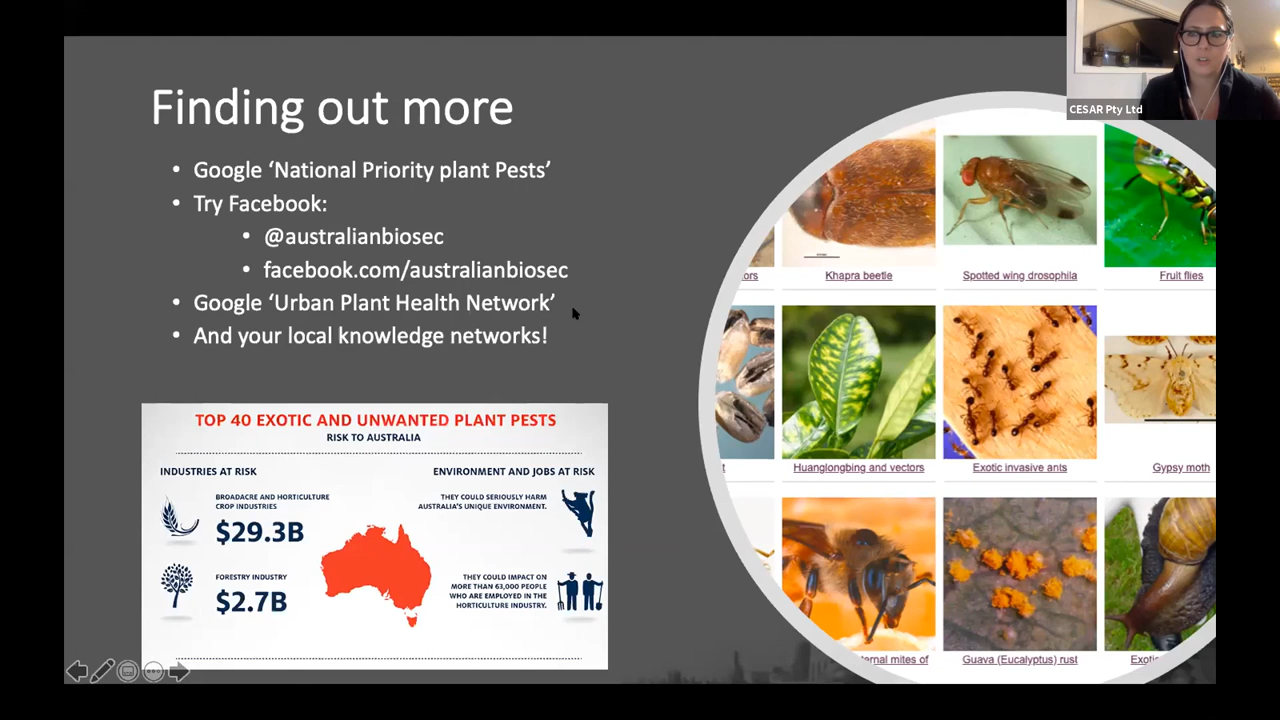 CESAR Pty Ltd
Finding out more
• Google ‘National Priority plant Pests’
• Try Facebook:
• @australianbiosec
• facebook.com/australianbiosec
• Google ‘Urban Plant Health Network’
• And your local knowledge networks!
TOP 40 EXOTIC AND UNWANTED PLANT PESTS
RISK TO AUSTRALIA
INDUSTRIES AT RISK
BROADACRE AND HORTICULTURE
CROP INDUSTRIES
$29.3B
FORESTRY INDUSTRY
$2.7B
ENVIRONMENT AND JOBS AT RISK
THEY COULD SERIOUSLY HARM
AUSTRALIA'S UNIQUE ENVIRONMENT.
THEY COULD IMPACT ON
MORE THAN 63,000 PEOPLE
WHO ARE EMPLOYED IN THE
HORTICULTURE INDUSTRY.
Khapra beetle
Spotted wing drosophila
Fruit flies
Huanglongbing and vectors
Exotic invasive ants
Gypsy moth
mites of
Guava (Eucalyptus) rust